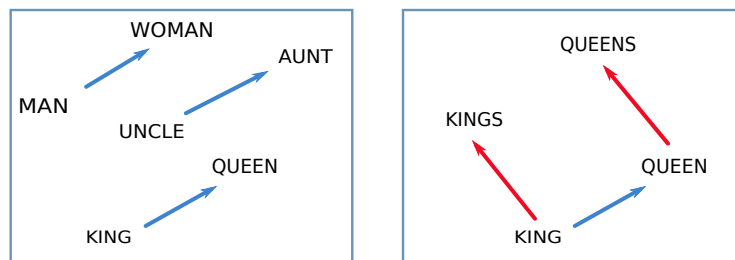 WOMAN
AUNT
MAN
UNCLE
QUEEN
KING
QUEENS
KINGS
QUEEN
KING